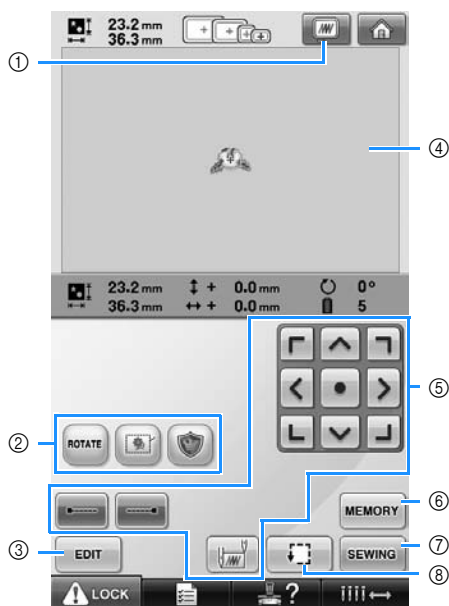 23.2 mm
36.3 mm
①
④
23.2 mm ↕ + 0.0 mm 0°
36.3 mm ↔ + 0.0 mm 5
⑤
②
ROTATE
⑥
MEMORY
③
EDIT
SEWING
⑦
⑧
LOCK
?